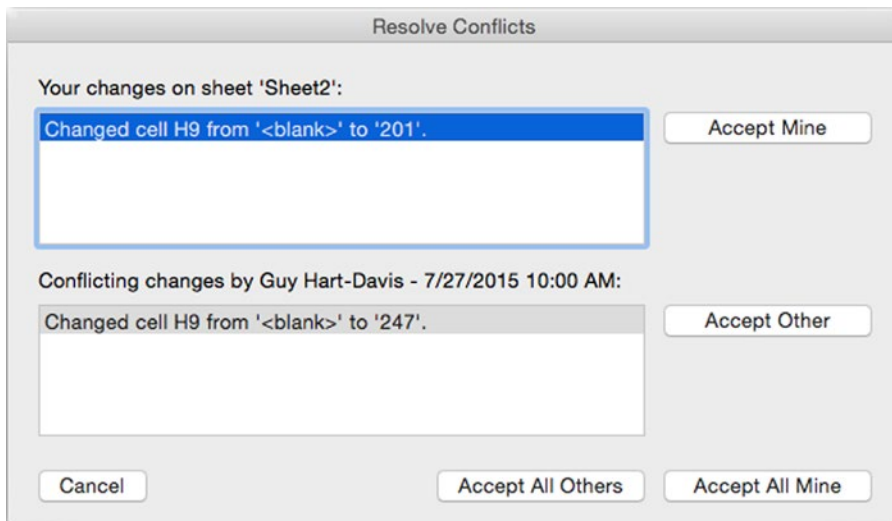 Resolve Conflicts
Your changes on sheet 'Sheet2':
Changed cell H9 from '<blank>' to '201'.
Accept Mine
Conflicting changes by Guy Hart-Davis - 7/27/2015 10:00 AM:
Changed cell H9 from '<blank>' to '247'.
Accept Other
Cancel
Accept All Others
Accept All Mine